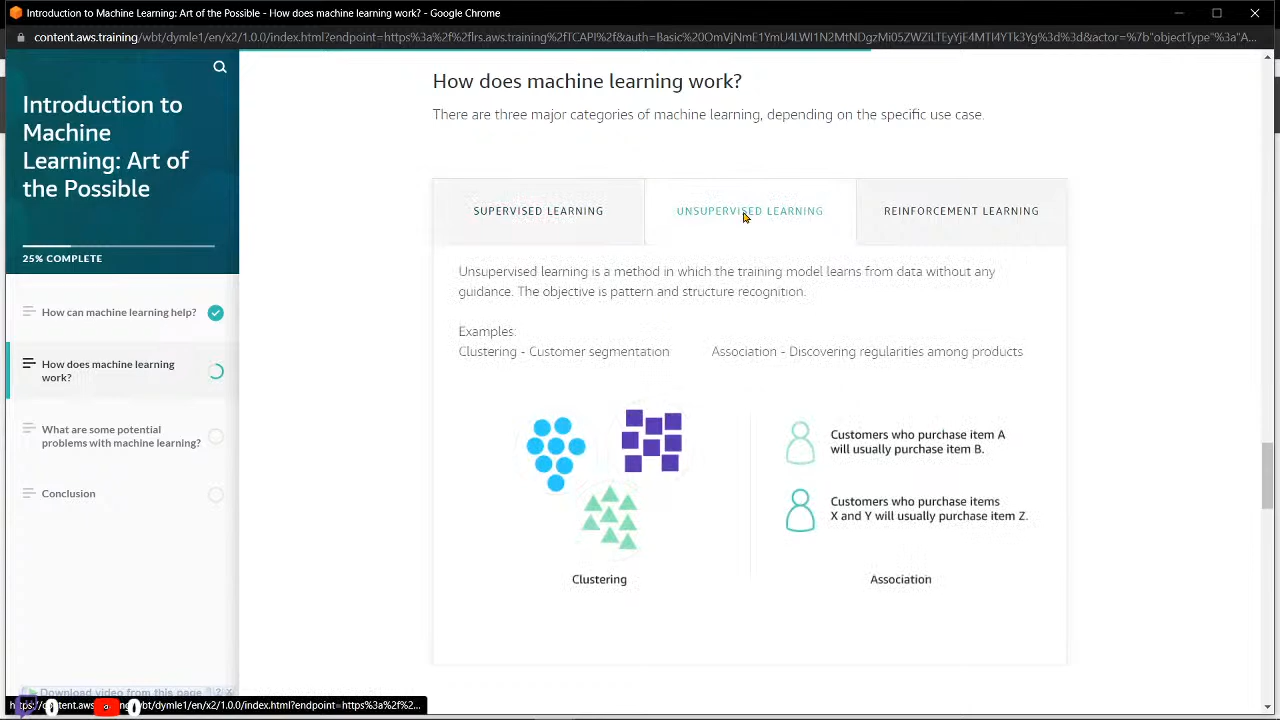 Introduction to Machine Learning: Art of the Possible - How does machine learning work? - Google Chrome
Introduction to
Machine
Learning: Art of
the Possible
25% COMPLETE
How can machine learning help?
How does machine learning
work?
What are some potential
problems with machine learning?
Conclusion
How does machine learning work?
There are three major categories of machine learning, depending on the specific use case.
SUPERVISED LEARNING
UNSUPERVISED LEARNING
REINFORCEMENT LEARNING
Unsupervised learning is a method in which the training model learns from data without any
guidance. The objective is pattern and structure recognition.
Examples:
Clustering - Customer segmentation
Association - Discovering regularities among products
Customers who purchase item A
will usually purchase item B.
Customers who purchase items
X and Y will usually purchase item Z.
Clustering
Association
Download video from this page